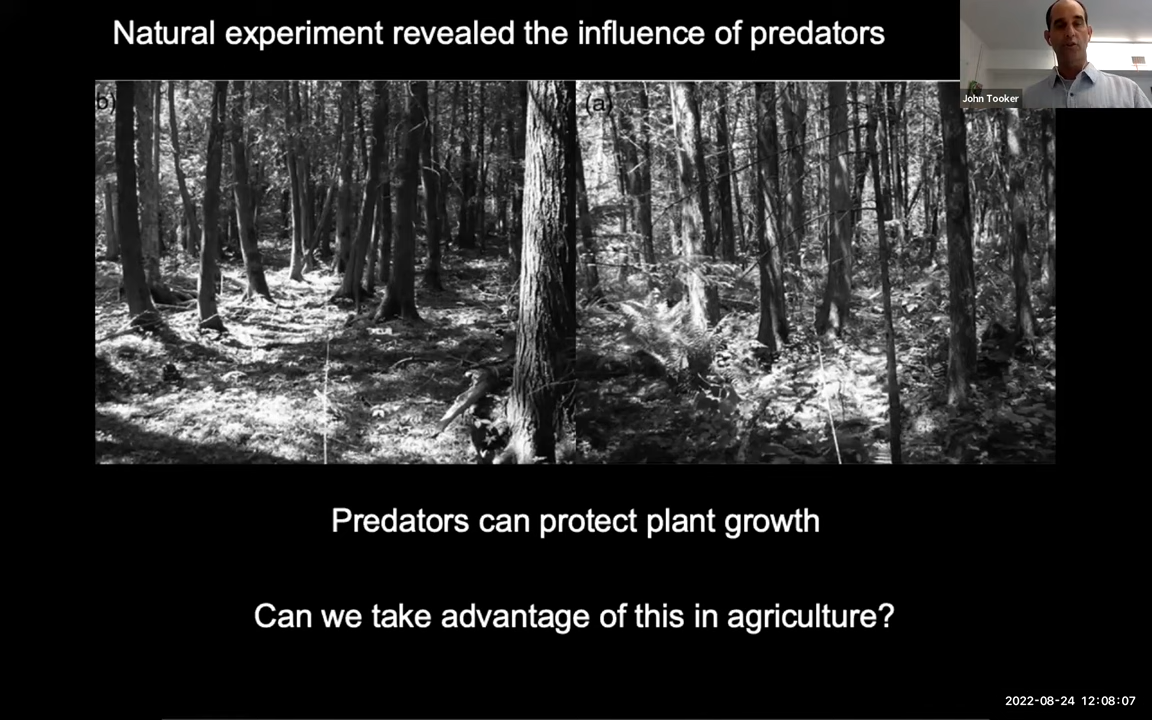 Natural experiment revealed the influence of predators
John Tooker
b)
(a)
Predators can protect plant growth
Can we take advantage of this in agriculture?
2022-08-24 12:08:07